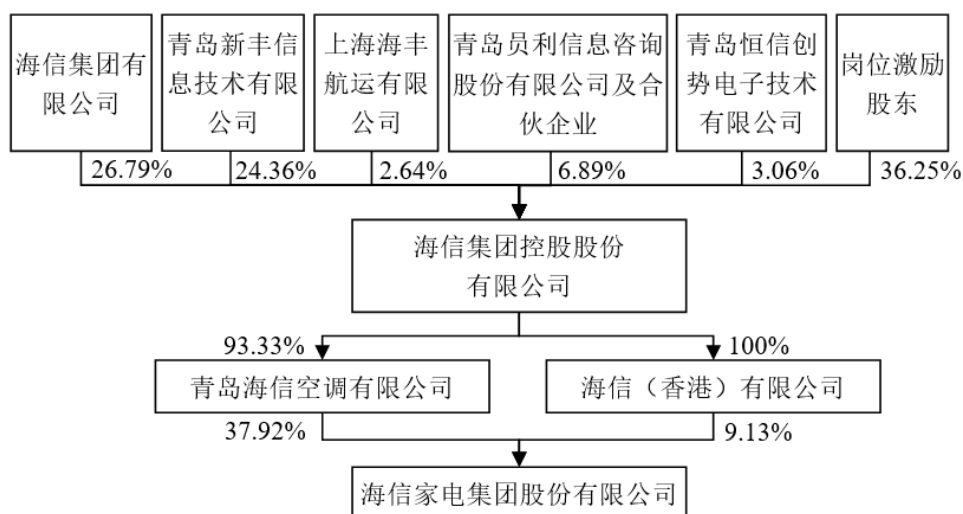 海信集团有
限公司
青岛新丰信
息技术有限
公司
上海海丰
航运有限
公司
青岛员利信息咨询
股份有限公司及合
伙企业
青岛恒信创
势电子技术
有限公司
岗位激励
股东
26.79%
24.36%
2.64%
6.89%
3.06%
36.25%
海信集团控股股份
有限公司
93.33%
100%
青岛海信空调有限公司
海信（香港）有限公司
37.92%
9.13%
海信家电集团股份有限公司